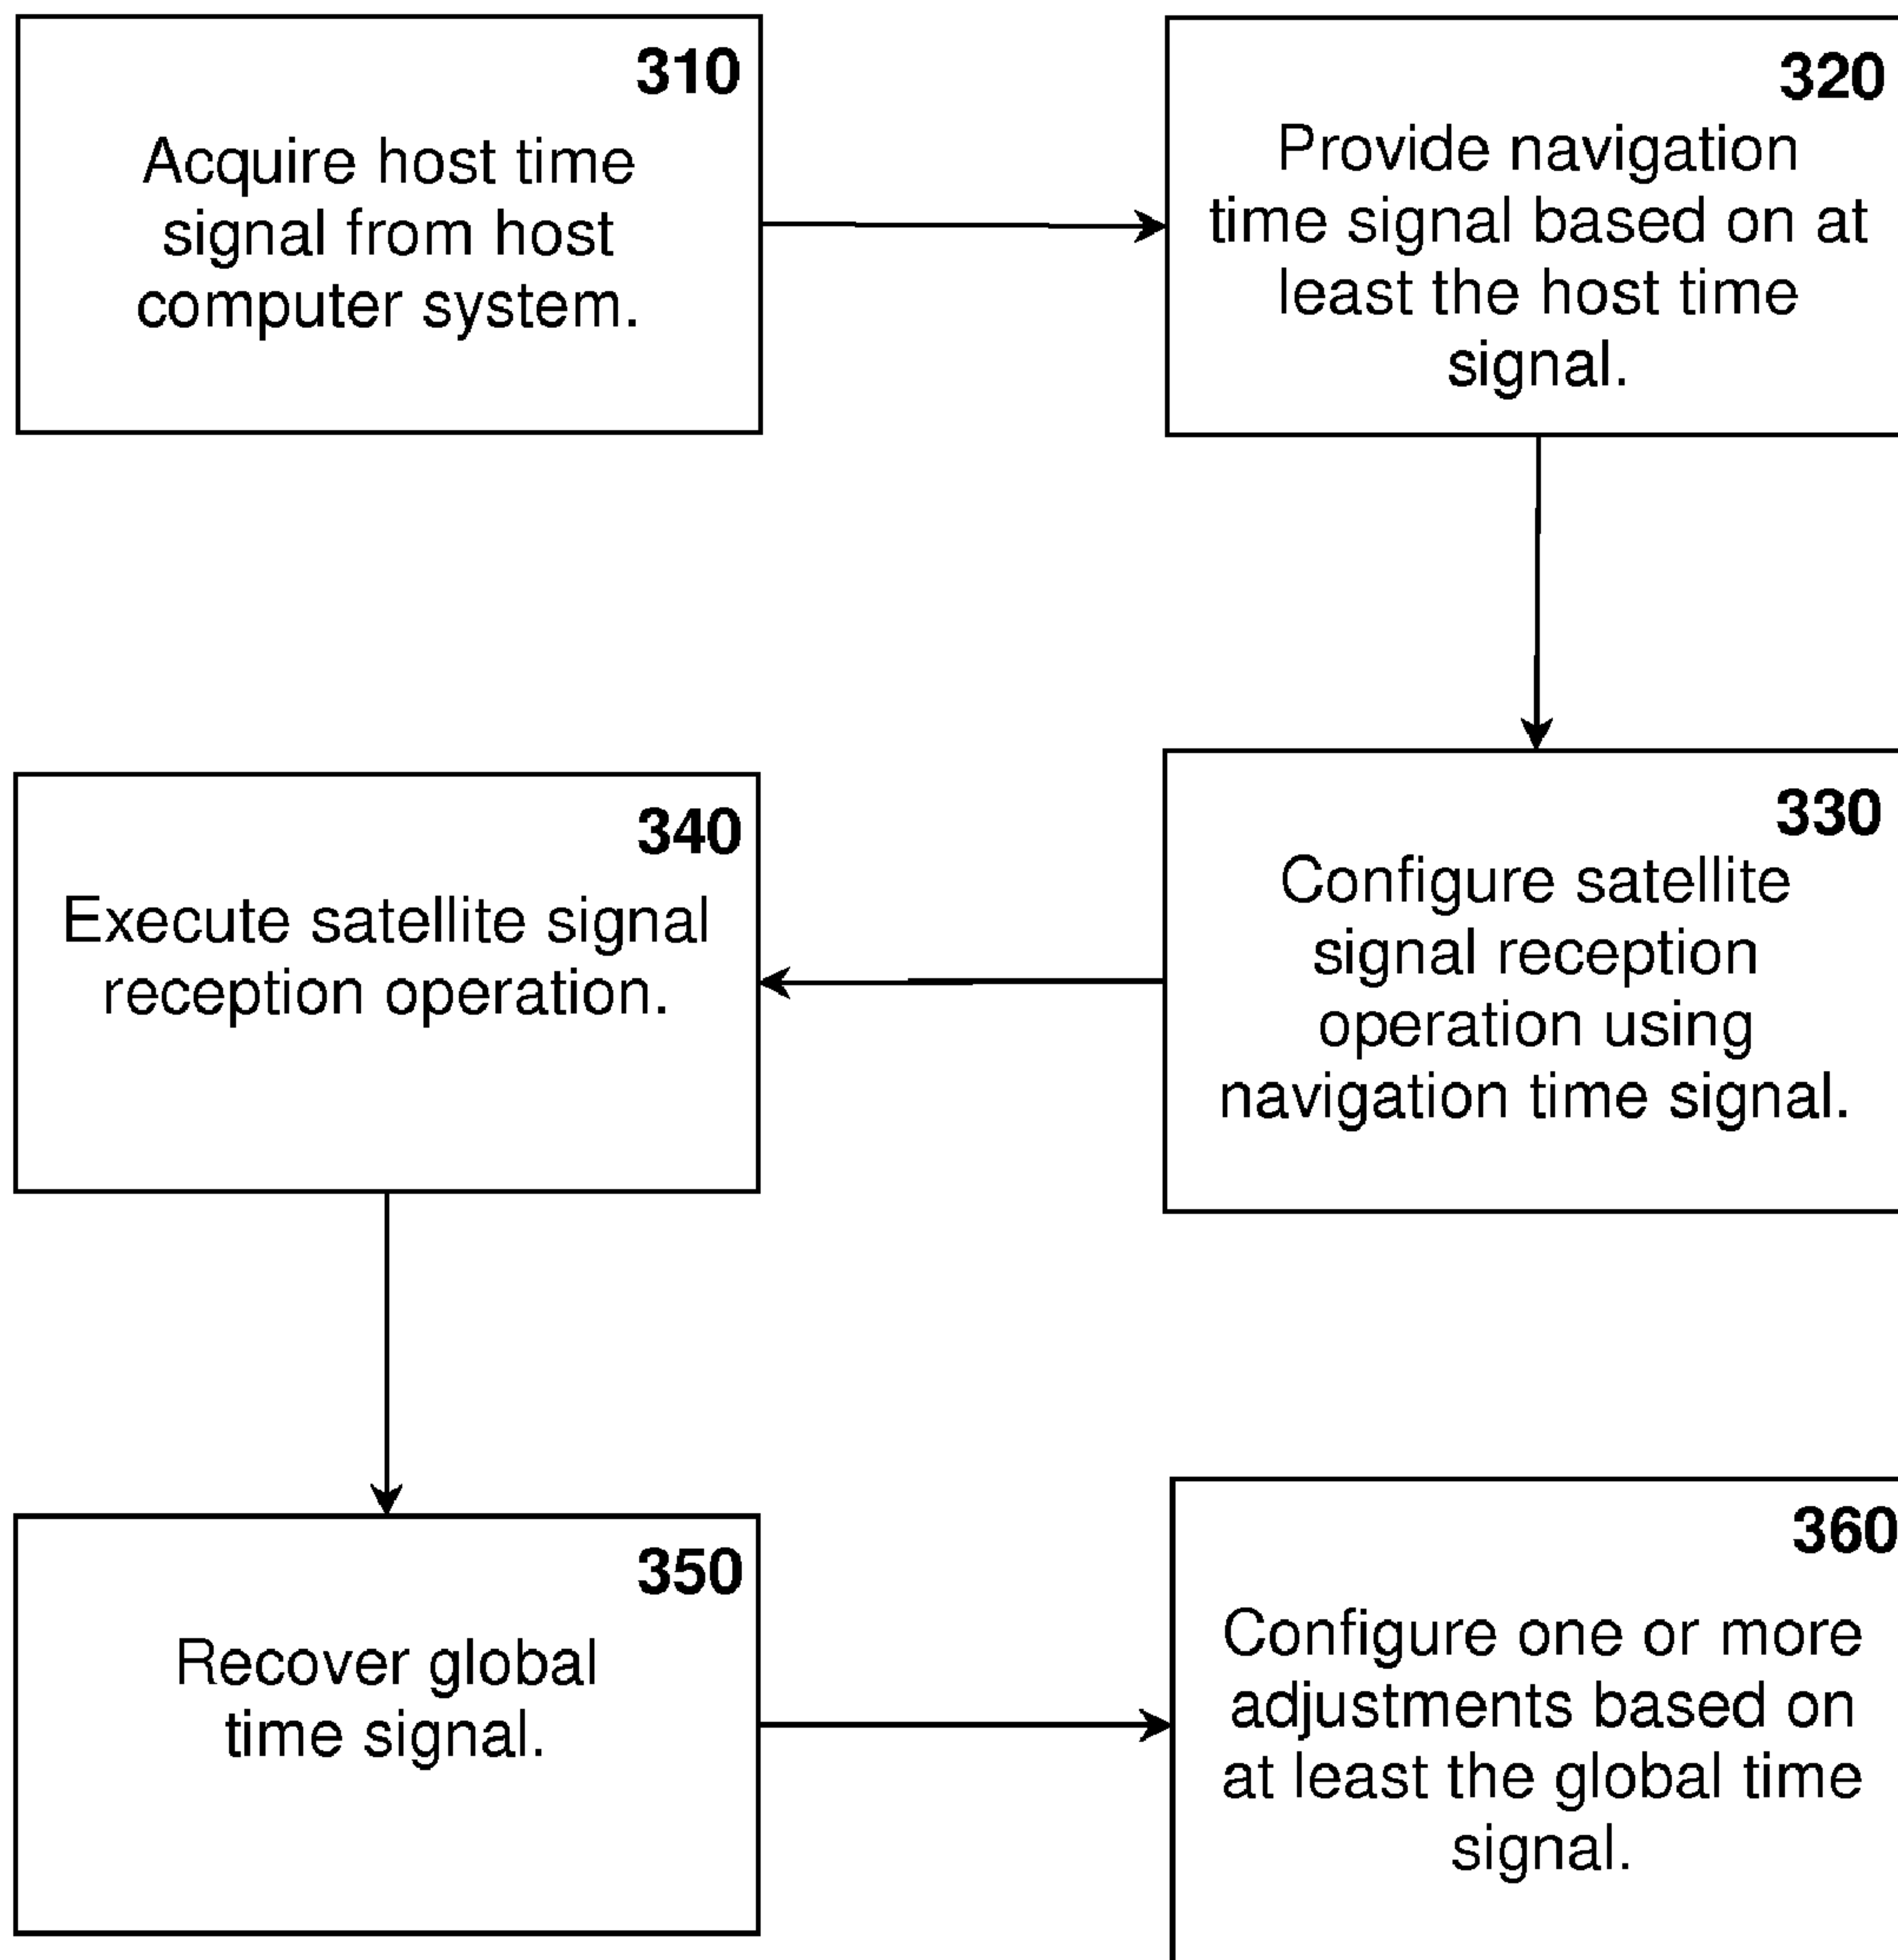 310
Acquire host time
signal from host
computer system.
320
Provide navigation
time signal based on at
least the host time
signal.
330
Configure satellite
signal reception
operation using
navigation time signal.
340
Execute satellite signal
reception operation.
350
Recover global
time signal.
360
Configure one or more
adjustments based on
at least the global time
signal.